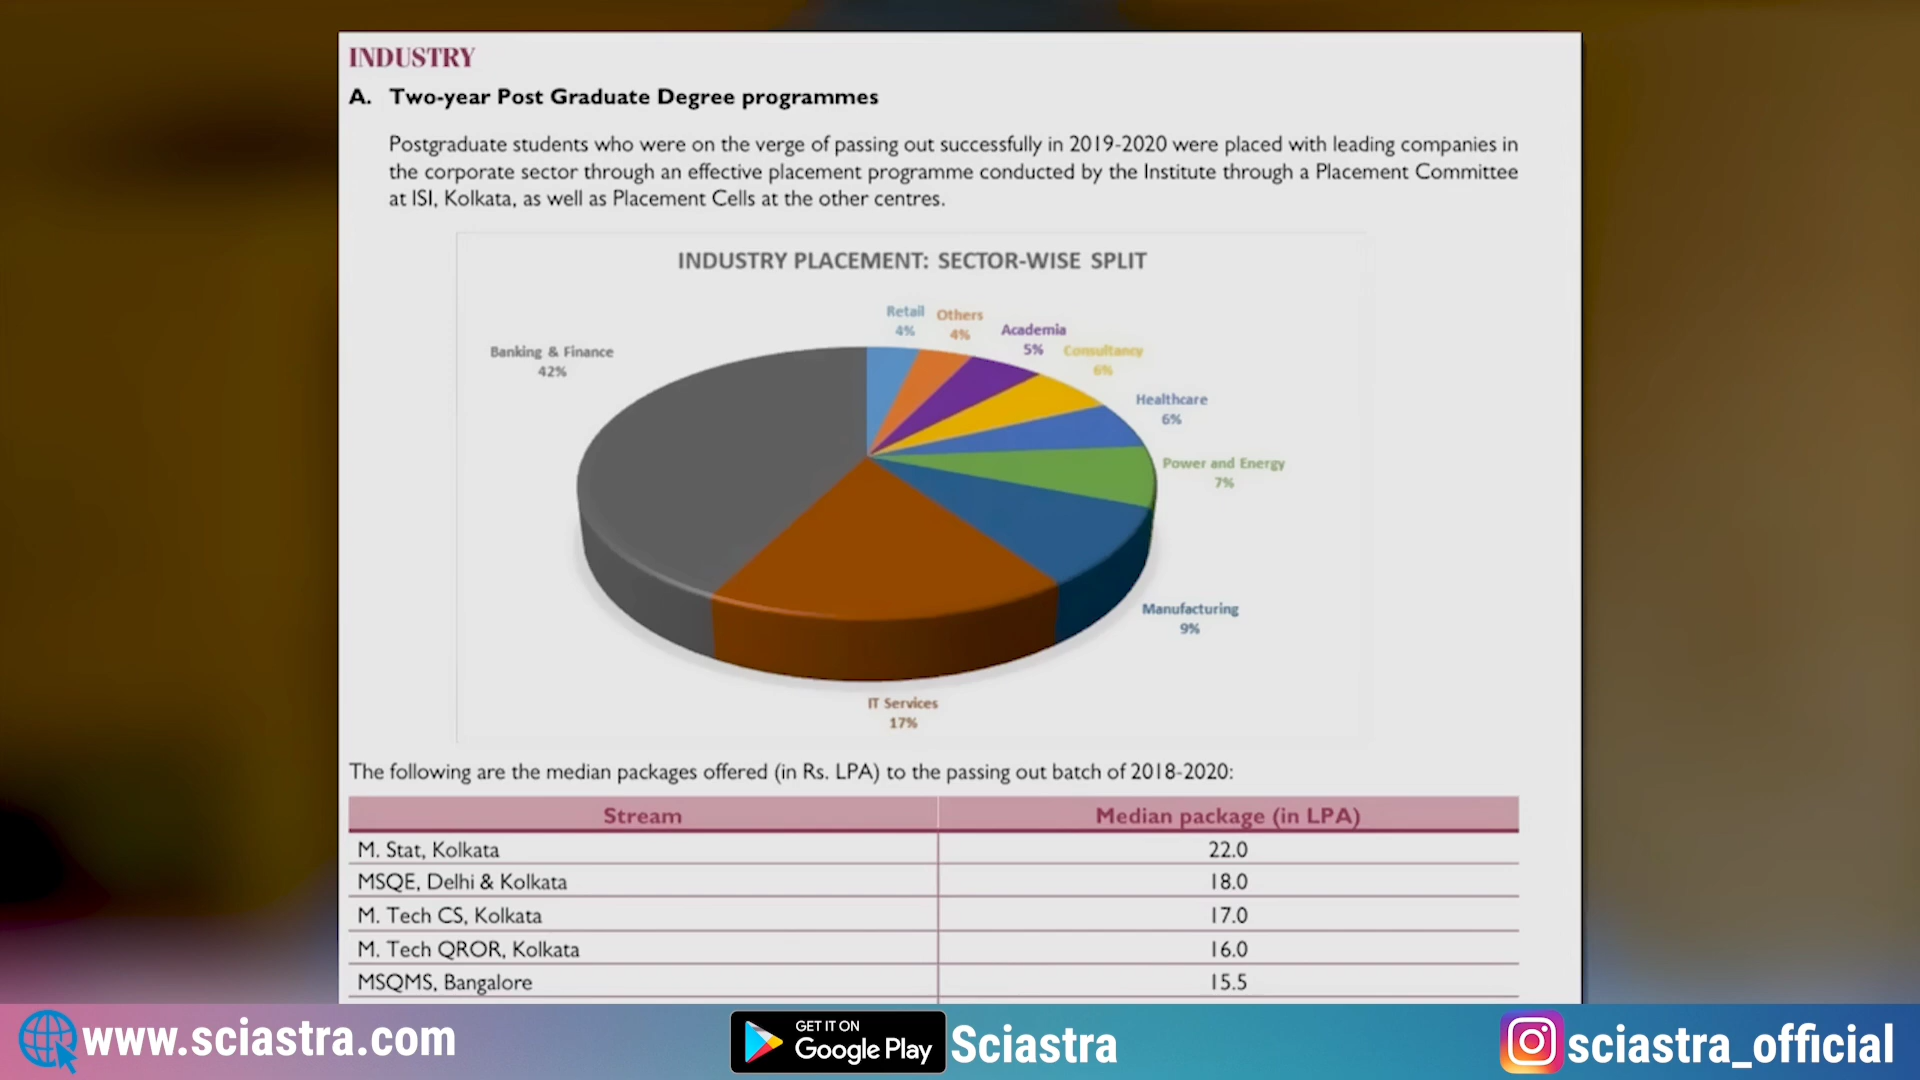 INDUSTRY
A. Two-year Post Graduate Degree programmes
Postgraduate students who were on the verge of passing out successfully in 2019-2020 were placed with leading companies in
the corporate sector through an effective placement programme conducted by the Institute through a Placement Committee
at ISI, Kolkata, as well as Placement Cells at the other centres.
INDUSTRY PLACEMENT: SECTOR-WISE SPLIT
Retail
4%
Others
4%
Academia
5%
Consultancy
6%
Banking & Finance
42%
Healthcare
6%
Power and Energy
7%
Manufacturing
9%
IT Services
17%
The following are the median packages offered (in Rs. LPA) to the passing out batch of 2018-2020:
Stream Median package (in LPA)
M. Stat, Kolkata 22.0
MSQE, Delhi & Kolkata 18.0
M. Tech CS, Kolkata 17.0
M. Tech QROR, Kolkata 16.0
MSQMS, Bangalore 15.5
www.sciastra.com
GET IT ON
Google Play
Sciastra
sciastra_official